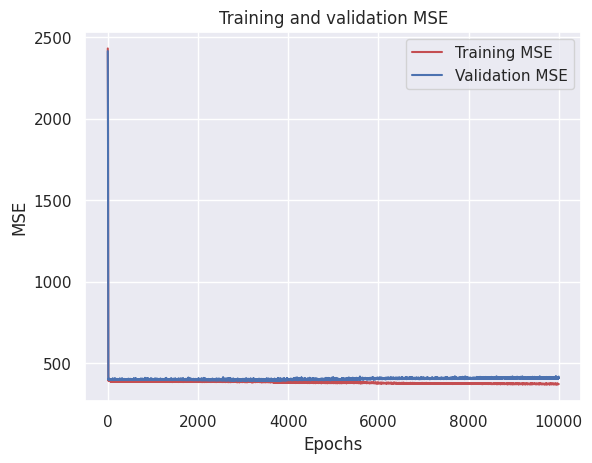 Training and validation MSE
Training MSE
Validation MSE
2500
2000
1500
1000
500
MSE
0
2000
4000
6000
8000
10000
Epochs